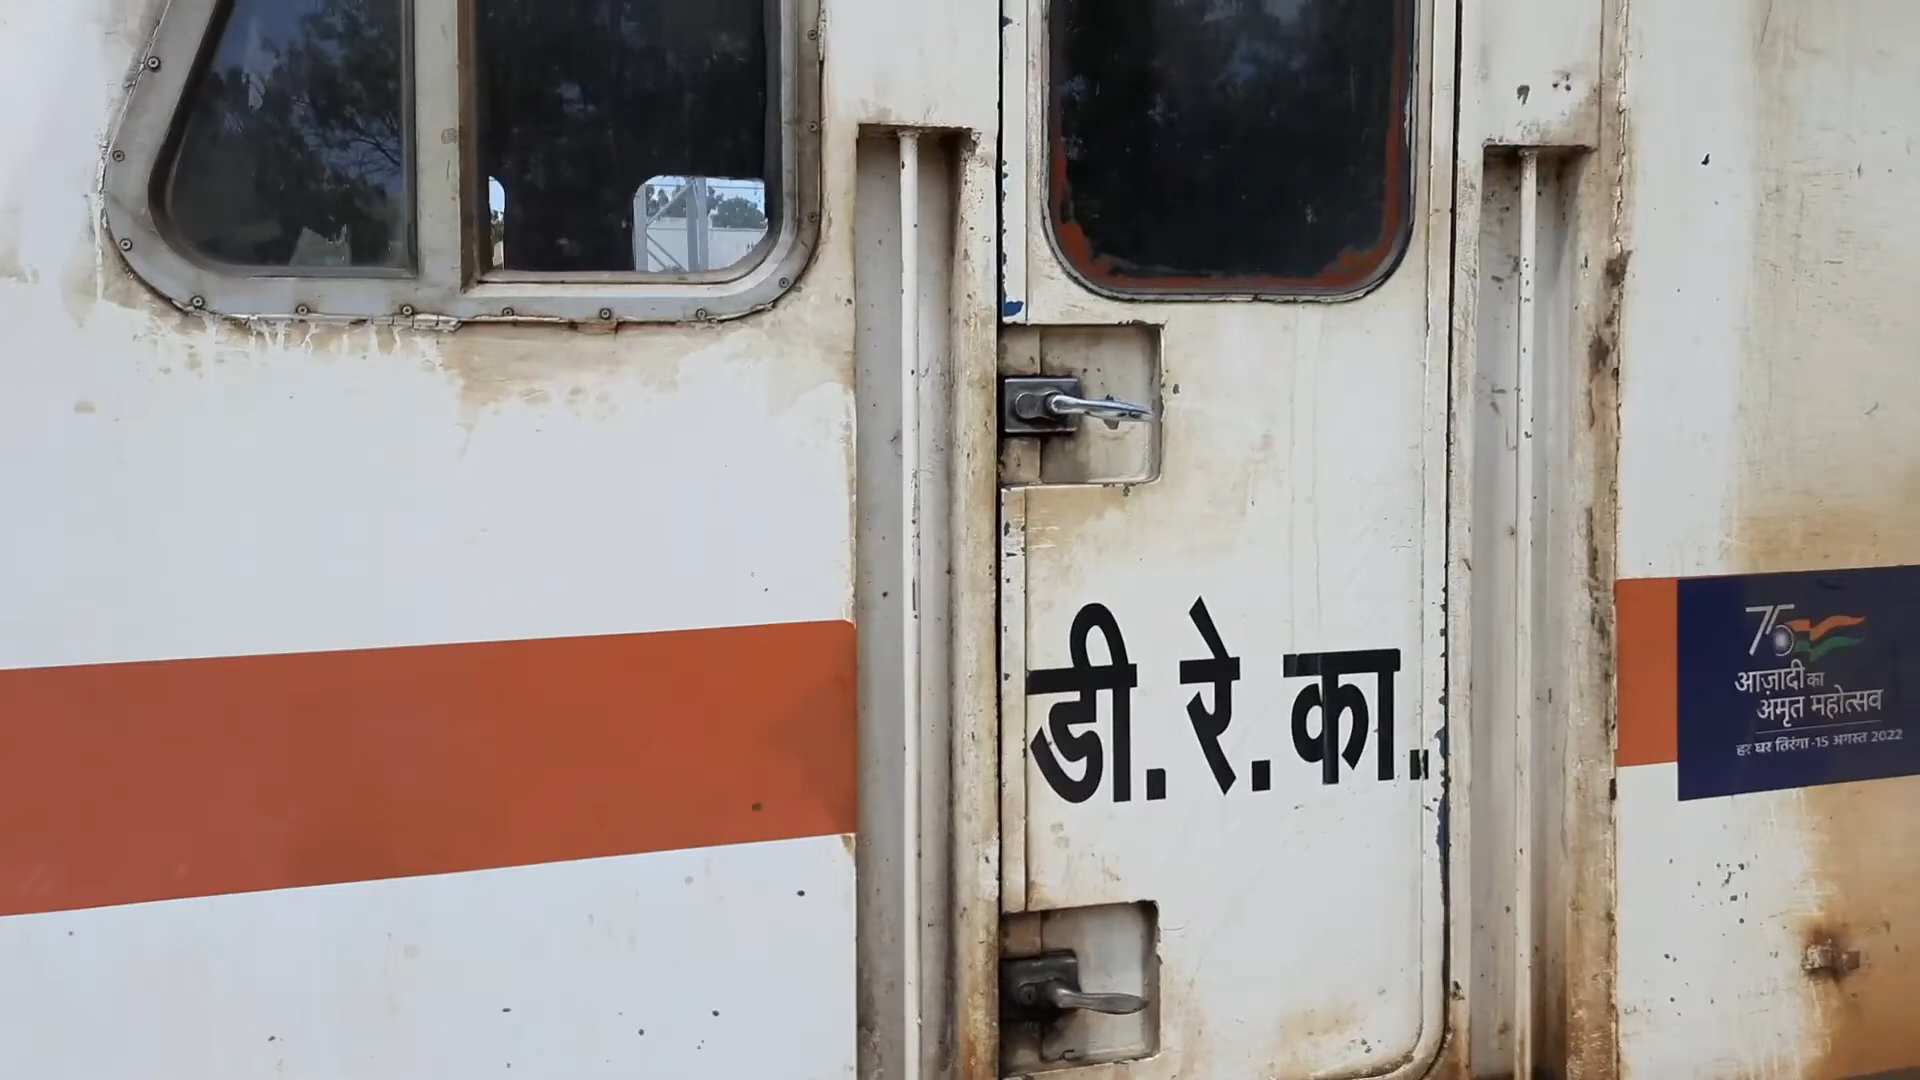 डी.रे.का.
75
आज़ादी का
अमृत महोत्सव
हर घर तिरंगा -15 अगस्त 2022